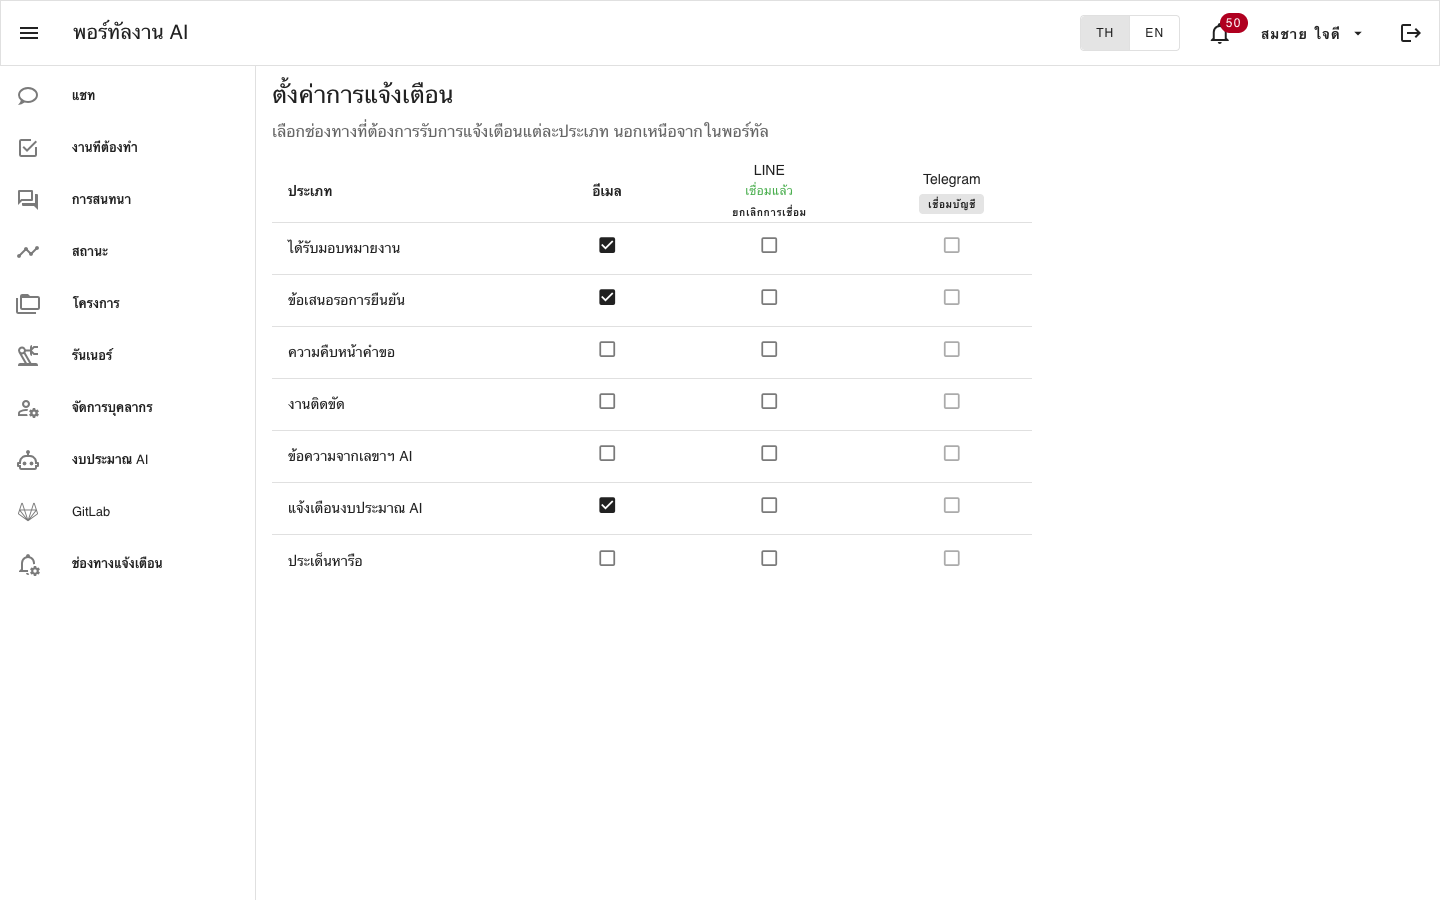 พอร์ทัลงาน AI
TH
EN
50
สมชาย ใจดี
แชท
งานที่ต้องทำ
การสนทนา
สถานะ
โครงการ
รันเนอร์
จัดการบุคลากร
งบประมาณ AI
GitLab
ช่องทางแจ้งเตือน
ตั้งค่าการแจ้งเตือน
เลือกช่องทางที่ต้องการรับการแจ้งเตือนแต่ละประเภท นอกเหนือจากในพอร์ทัล
ประเภท
อีเมล
LINE
เชื่อมแล้ว
ยกเลิกการเชื่อม
Telegram
เชื่อมบัญชี
ได้รับมอบหมายงาน
ข้อเสนอรอการยืนยัน
ความคืบหน้าคำขอ
งานติดขัด
ข้อความจากเลขาฯ AI
แจ้งเตือนงบประมาณ AI
ประเด็นหารือ